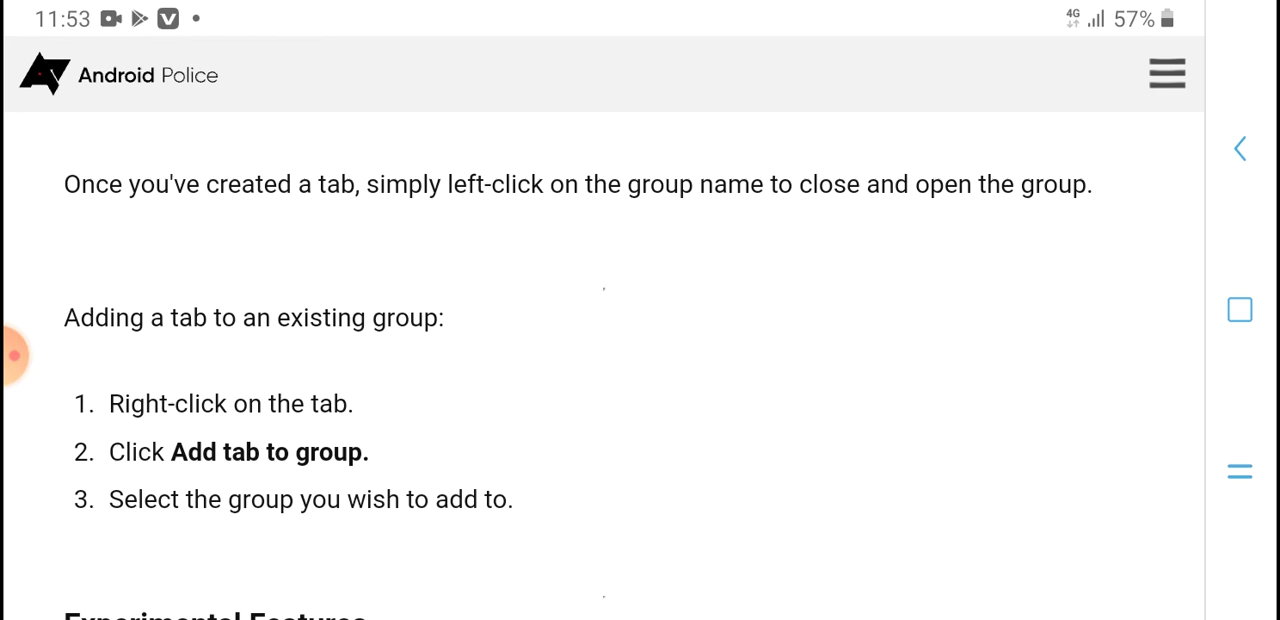 11:53
4G 57%
Android Police
Once you've created a tab, simply left-click on the group name to close and open the group.
Adding a tab to an existing group:
1. Right-click on the tab.
2. Click Add tab to group.
3. Select the group you wish to add to.
Experimental Features